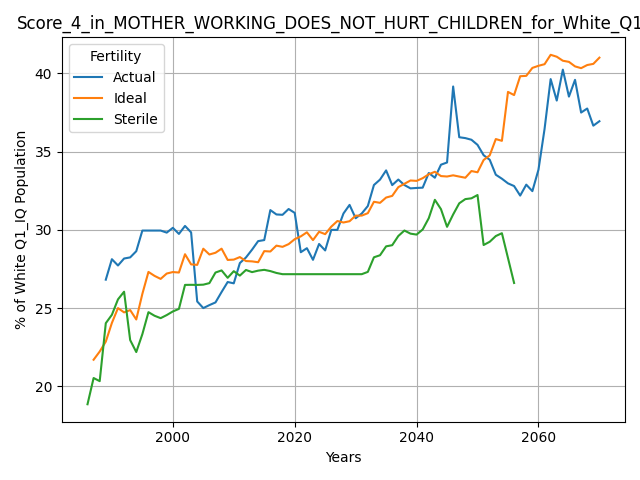 Score_4_in_MOTHER_WORKING_DOES_NOT_HURT_CHILDREN_for_White_Q1
Fertility
Actual
Ideal
Sterile
% of White Q1_IQ Population
40
35
30
25
20
2000
2020
2040
2060
Years